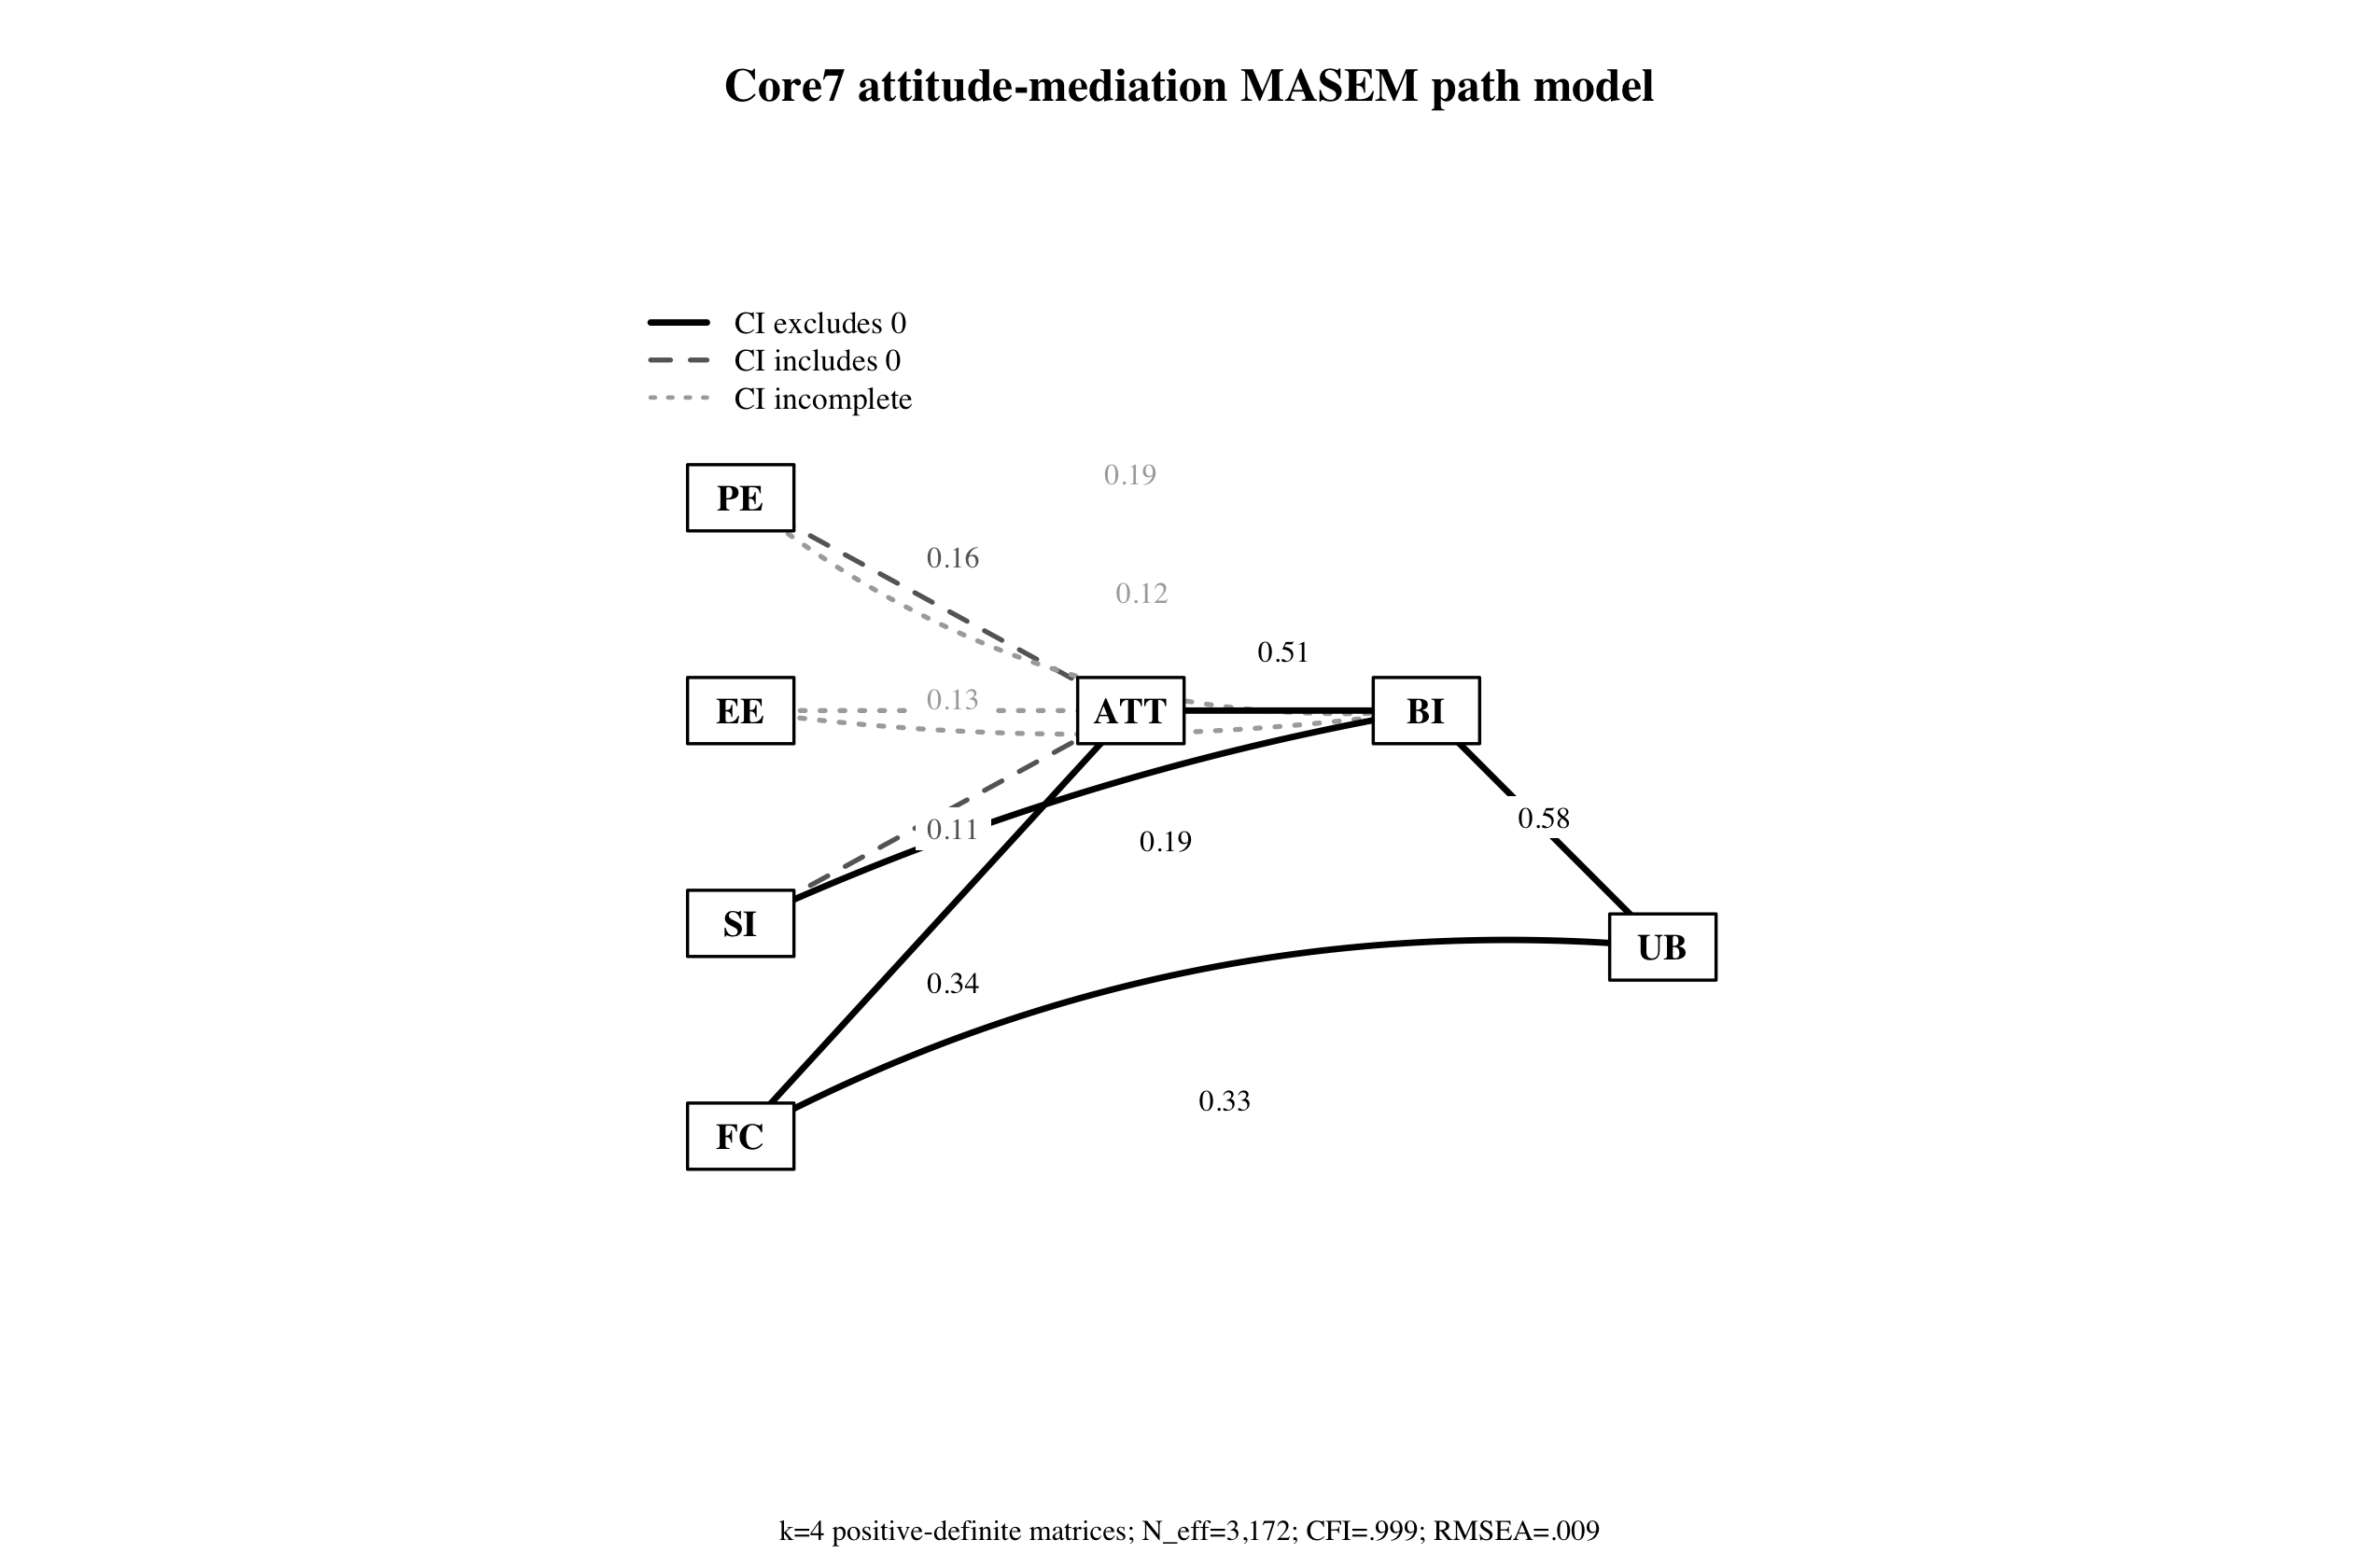 Core7 attitude-mediation MASEM path model
CI excludes 0
CI includes 0
CI incomplete
0.19
PE
0.16
0.12
0.51
0.13
EE
ATT
BI
0.58
0.11
0.19
SI
UB
0.34
0.33
FC
k=4 positive-definite matrices; N_eff=3,172; CFI=.999; RMSEA=.009